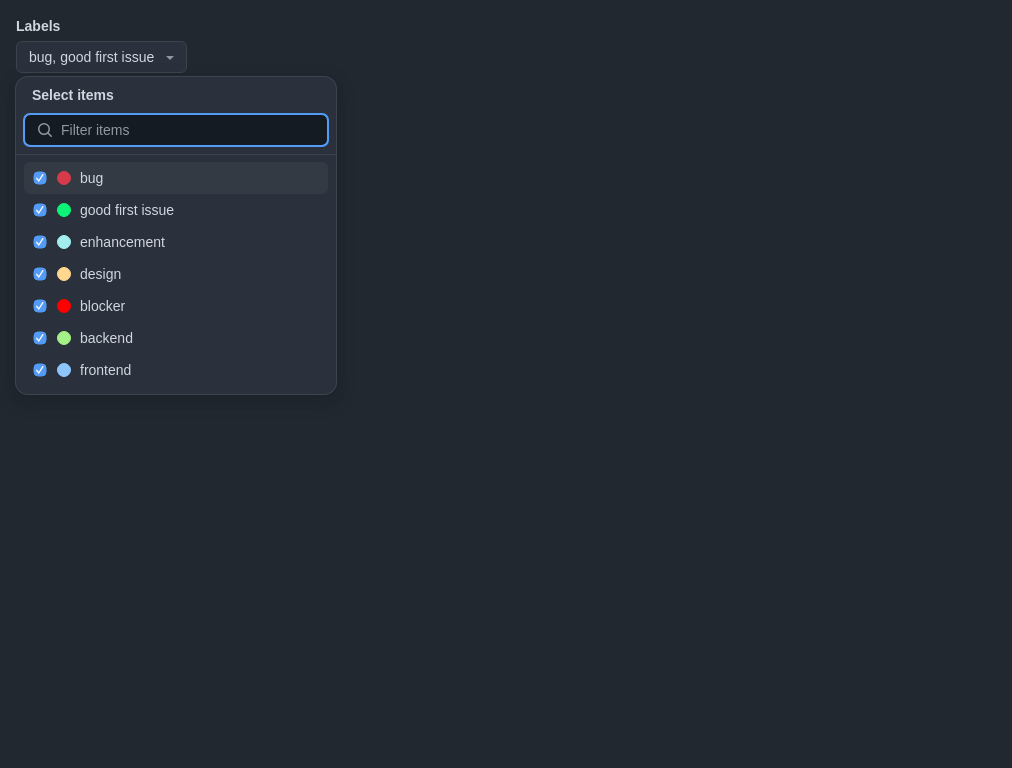 Labels
bug, good first issue
Select items
Filter items
bug
good first issue
enhancement
design
blocker
backend
frontend